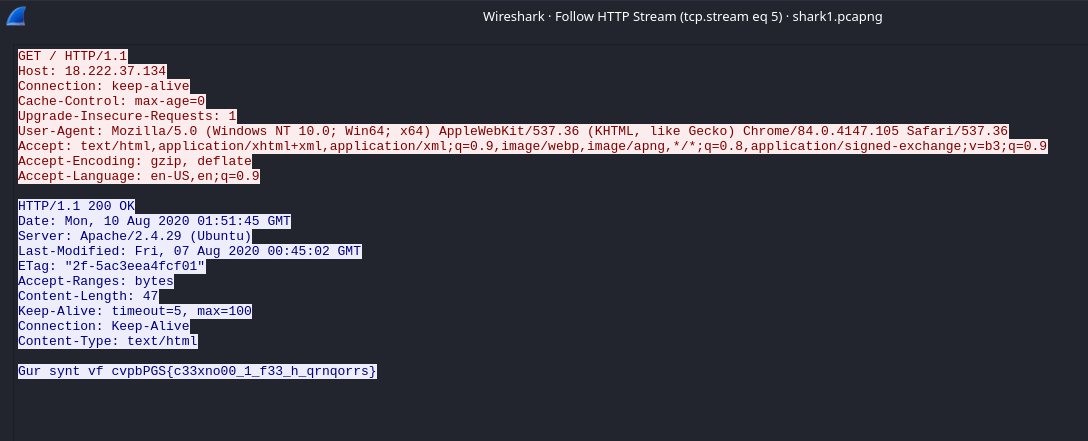 Wireshark · Follow HTTP Stream (tcp.stream eq 5) · shark1.pcapng
GET / HTTP/1.1
Host: 18.222.37.134
Connection: keep-alive
Cache-Control: max-age=0
Upgrade-Insecure-Requests: 1
User-Agent: Mozilla/5.0 (Windows NT 10.0; Win64; x64) AppleWebKit/537.36 (KHTML, like Gecko) Chrome/84.0.4147.105 Safari/537.36
Accept: text/html,application/xhtml+xml,application/xml;q=0.9,image/webp,image/apng,*/*;q=0.8,application/signed-exchange;v=b3;q=0.9
Accept-Encoding: gzip, deflate
Accept-Language: en-US,en;q=0.9
HTTP/1.1 200 OK
Date: Mon, 10 Aug 2020 01:51:45 GMT
Server: Apache/2.4.29 (Ubuntu)
Last-Modified: Fri, 07 Aug 2020 00:45:02 GMT
ETag: "2f-5ac3eea4fcf01"
Accept-Ranges: bytes
Content-Length: 47
Keep-Alive: timeout=5, max=100
Connection: Keep-Alive
Content-Type: text/html
Gur synt vf cvpbPGS{c33xno00_1_f33_h_qrnqorrs}